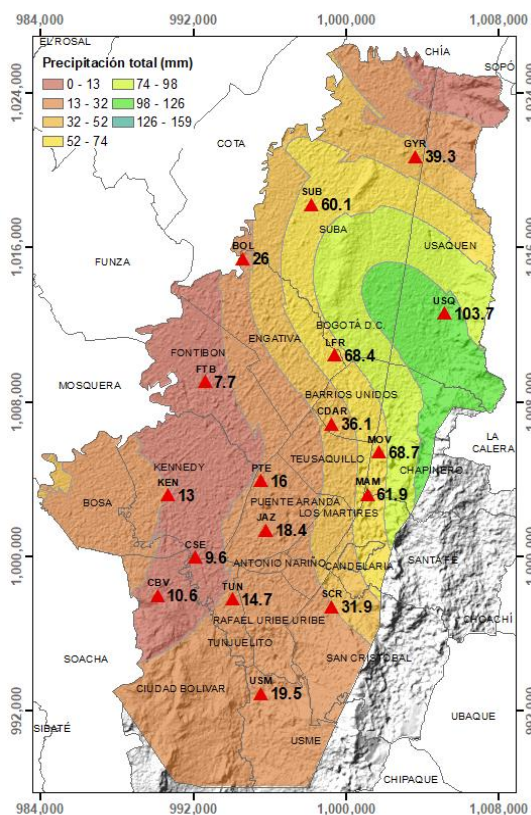 984,000 992,000 1,000,000 1,008,000
EL ROSAL
CHÍA
SOPÓ
Precipitación total (mm)
0 - 13 74 - 98
13 - 32 98 - 126
32 - 52 126 - 159
52 - 74
1,024,000 1,024,000
COTA
GYR
39.3
SUB
60.1
SUBA
1,016,000 1,016,000
USAQUEN
BOL
26
FUNZA
USQ
103.7
BOGOTÁ D.C.
ENGATIVA
LFR
68.4
FONTIBON
FTB
7.7
MOSQUERA
BARRIOS UNIDOS
1,008,000 1,008,000
CDAR
36.1
LA
CALERA
MOV
68.7
TEUSAQUILLO
KENNEDY
CHAPINERO
PTE
16
KEN
13
MAM
61.9
BOSA
PUENTE ARANDA
LOS MARTIRES
JAZ
18.4
1,000,000 1,000,000
CSE
9.6
ANTONIO NARIÑO
CANDELARIA
SANTA FÉ
CBV
10.6
TUN
14.7
SCR
31.9
CHOACHÍ
RAFAEL URIBE URIBE
TUNJUELITO
SOACHA
SAN CRISTOBAL
USM
19.5
CIUDAD BOLIVAR
992,000 992,000
UBAQUE
SIBATÉ
USME
CHIPAQUE
984,000 992,000 1,000,000 1,008,000